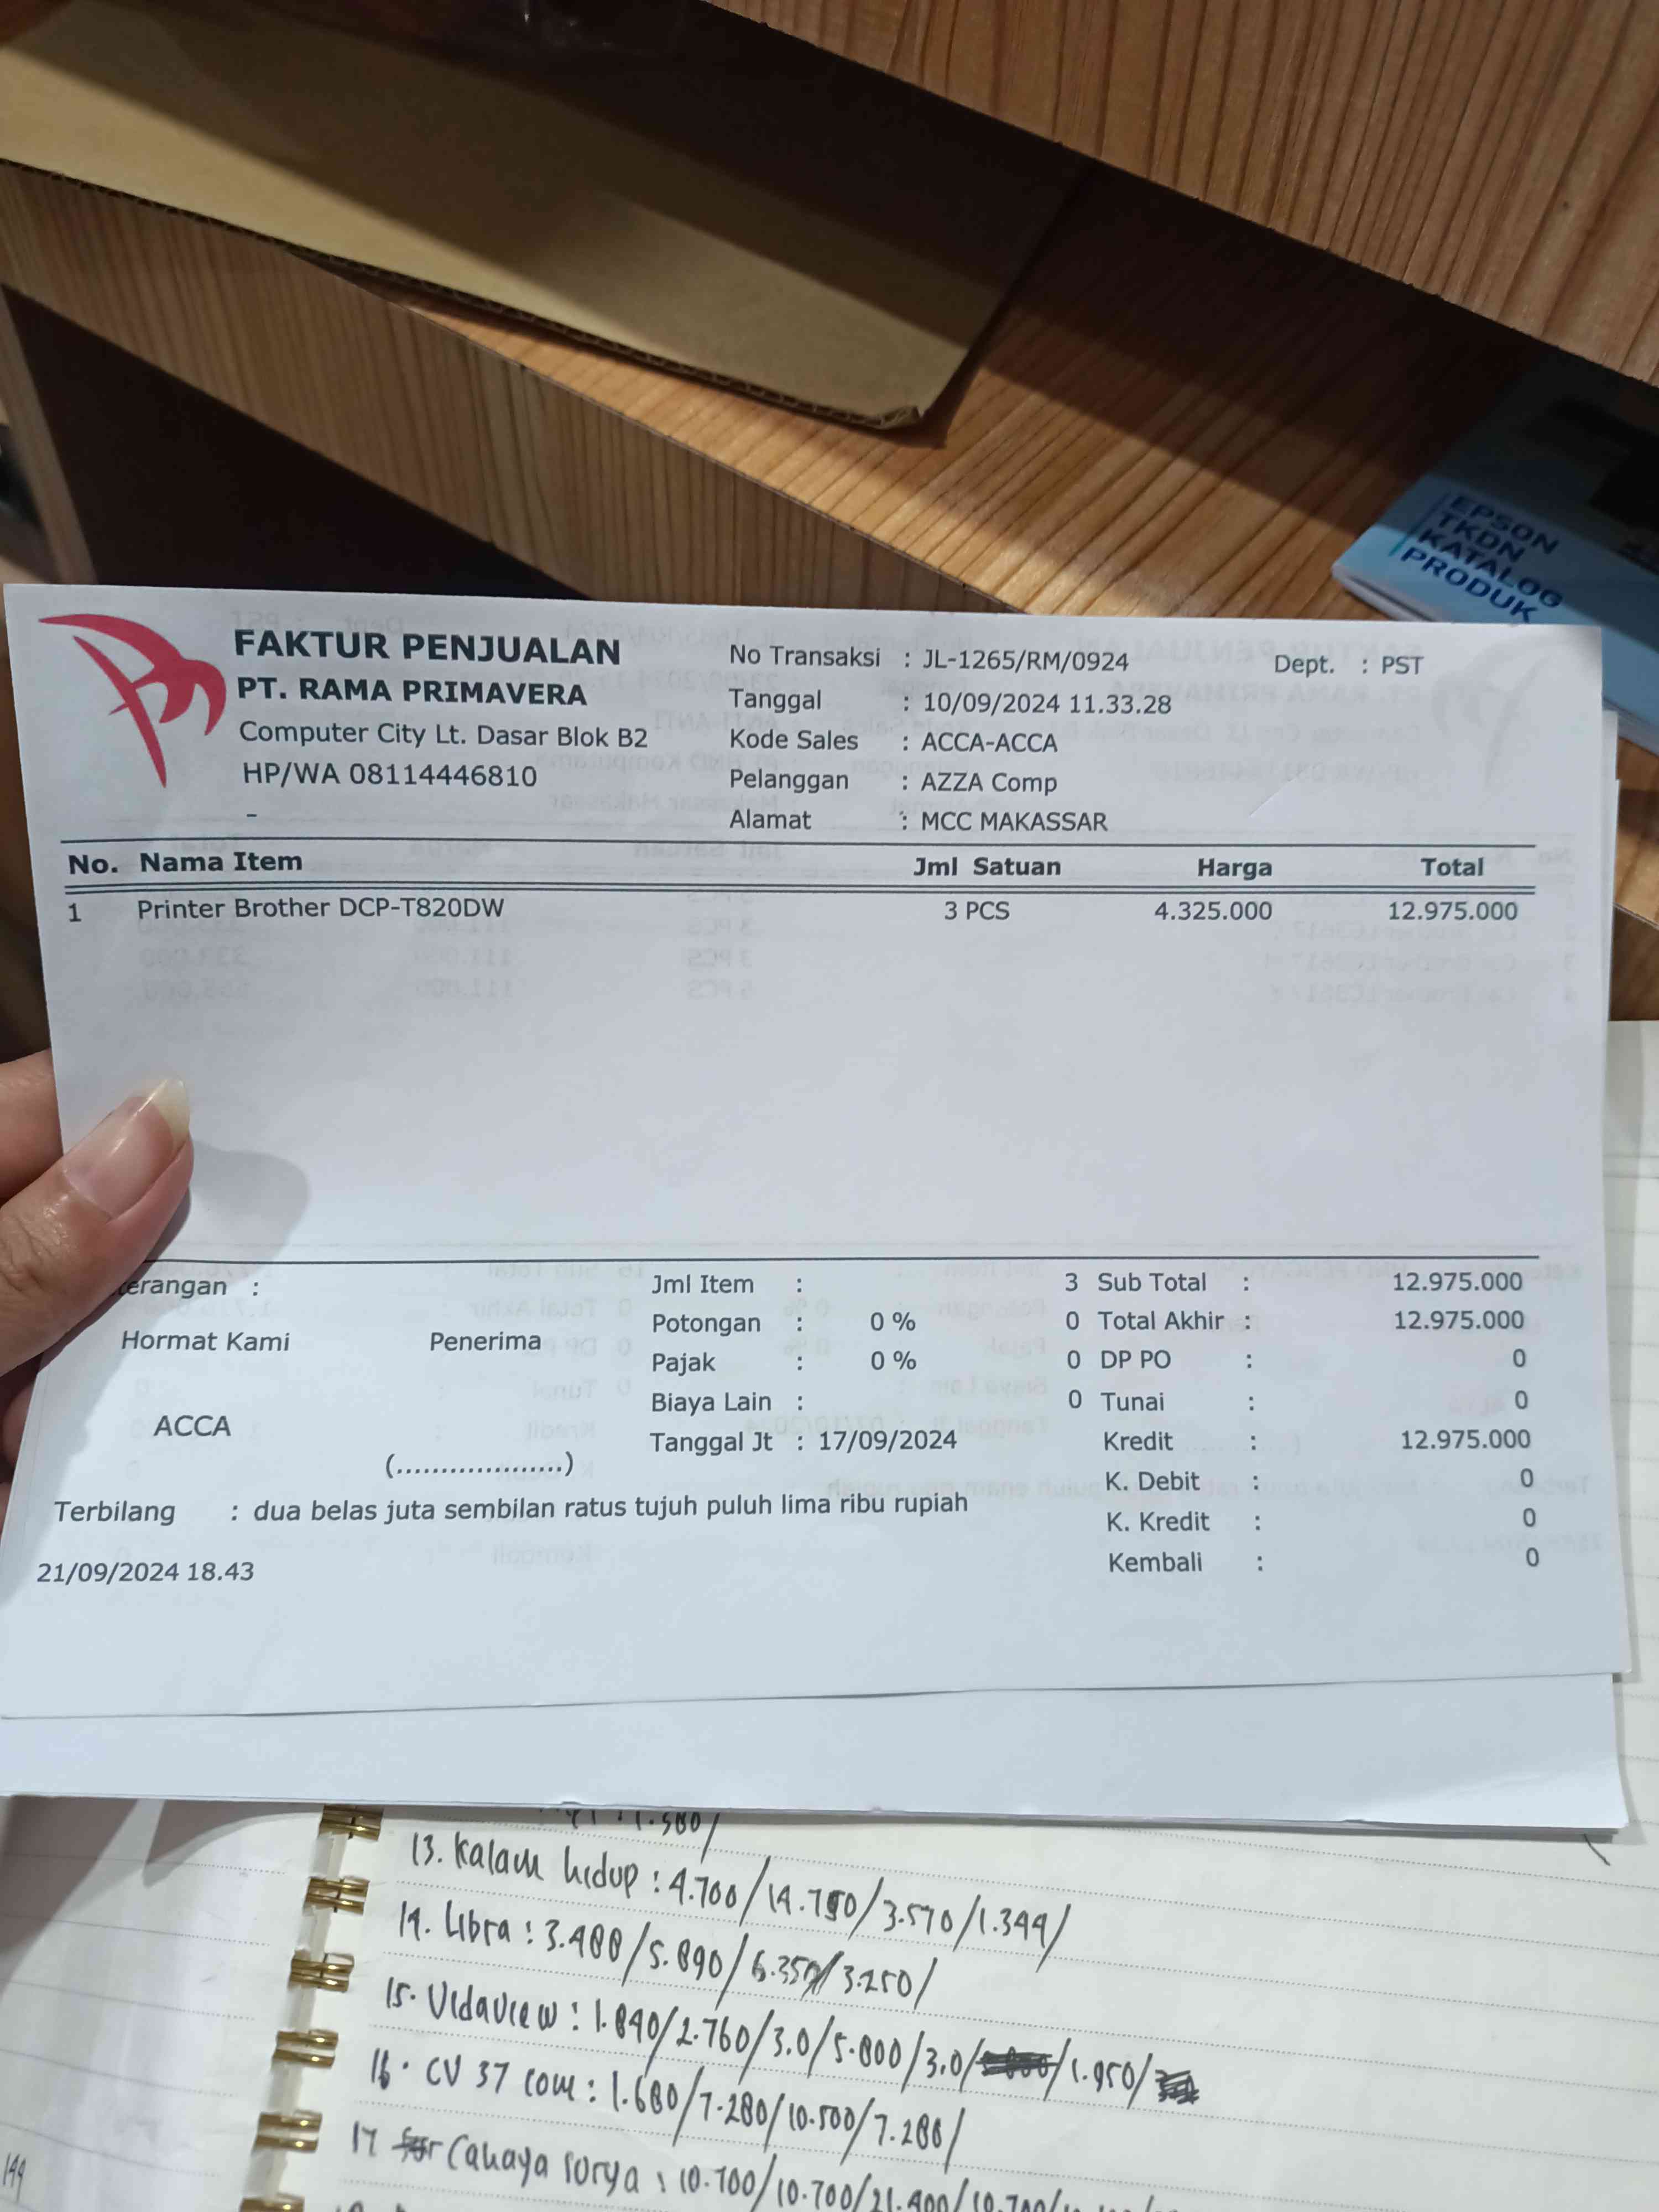 EPSON
TKDN
KATALOG
PRODUK
FAKTUR PENJUALAN
PT. RAMA PRIMAVERA
Computer City Lt. Dasar Blok B2
HP/WA 08114446810
-
No Transaksi : JL-1265/RM/0924 Dept. : PST
Tanggal : 10/09/2024 11.33.28
Kode Sales : ACCA-ACCA
Pelanggan : AZZA Comp
Alamat : MCC MAKASSAR
No. Nama Item Jml Satuan Harga Total
1 Printer Brother DCP-T820DW 3 PCS 4.325.000 12.975.000
erangan :
Hormat Kami Penerima
ACCA
(...................)
Jml Item : 3
Potongan : 0 % 0
Pajak : 0 % 0
Biaya Lain : 0
Tanggal Jt : 17/09/2024
Sub Total : 12.975.000
Total Akhir : 12.975.000
DP PO : 0
Tunai : 0
Kredit : 12.975.000
K. Debit : 0
K. Kredit : 0
Kembali : 0
Terbilang : dua belas juta sembilan ratus tujuh puluh lima ribu rupiah
21/09/2024 18.43
13. Kalam hidup : 4.700/14.750/3.570/1.344/
14. Libra : 3.480/5.890/6.350/3.250/
15. Vidaview : 1.840/2.760/3.0/5.800/3.0/ /1.950/
16. CV 37 com : 1.680/7.280/10.500/7.280/
17 Cahaya Surya : 10.700/10.700/21.400/10.700/